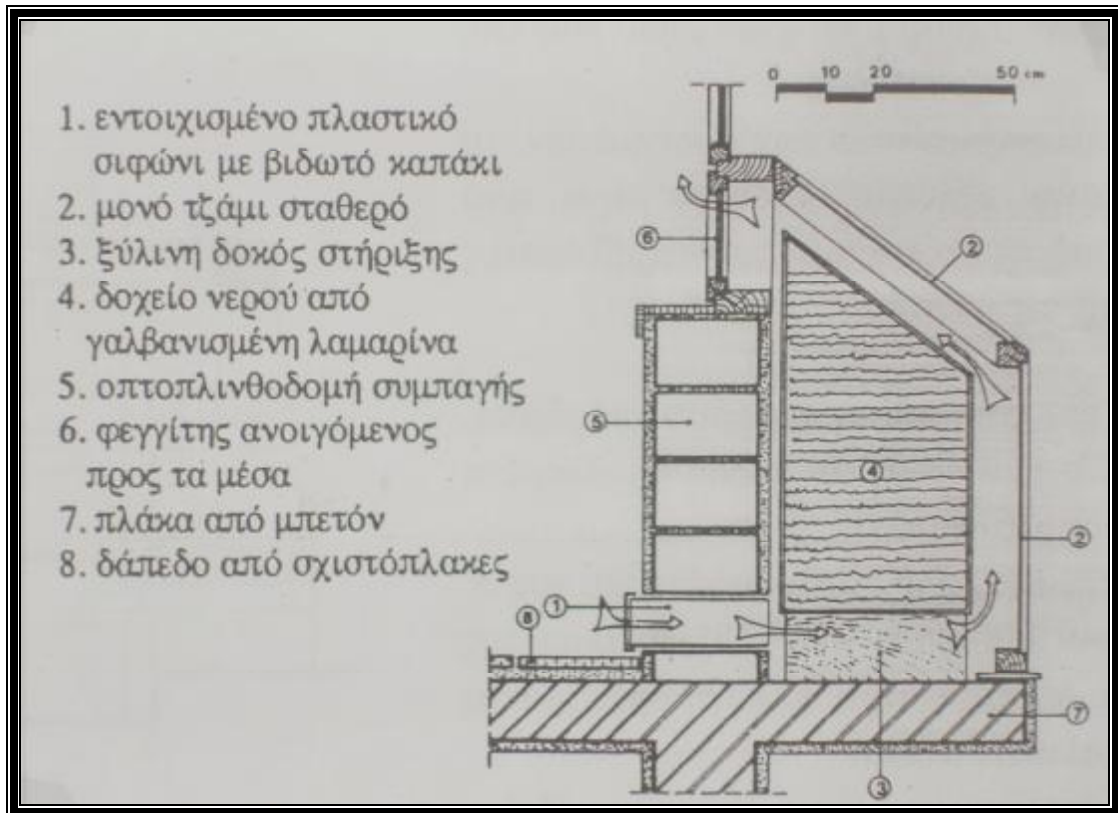 0 10 20 50 cm
1. εντοιχισμένο πλαστικό
σιφώνι με βιδωτό καπάκι
2. μονό τζάμι σταθερό
3. ξύλινη δοκός στήριξης
4. δοχείο νερού από
γαλβανισμένη λαμαρίνα
5. οπτοπλινθοδομή συμπαγής
6. φεγγίτης ανοιγόμενος
προς τα μέσα
7. πλάκα από μπετόν
8. δάπεδο από σχιστόπλακες
6
2
5
4
2
1
8
7
3